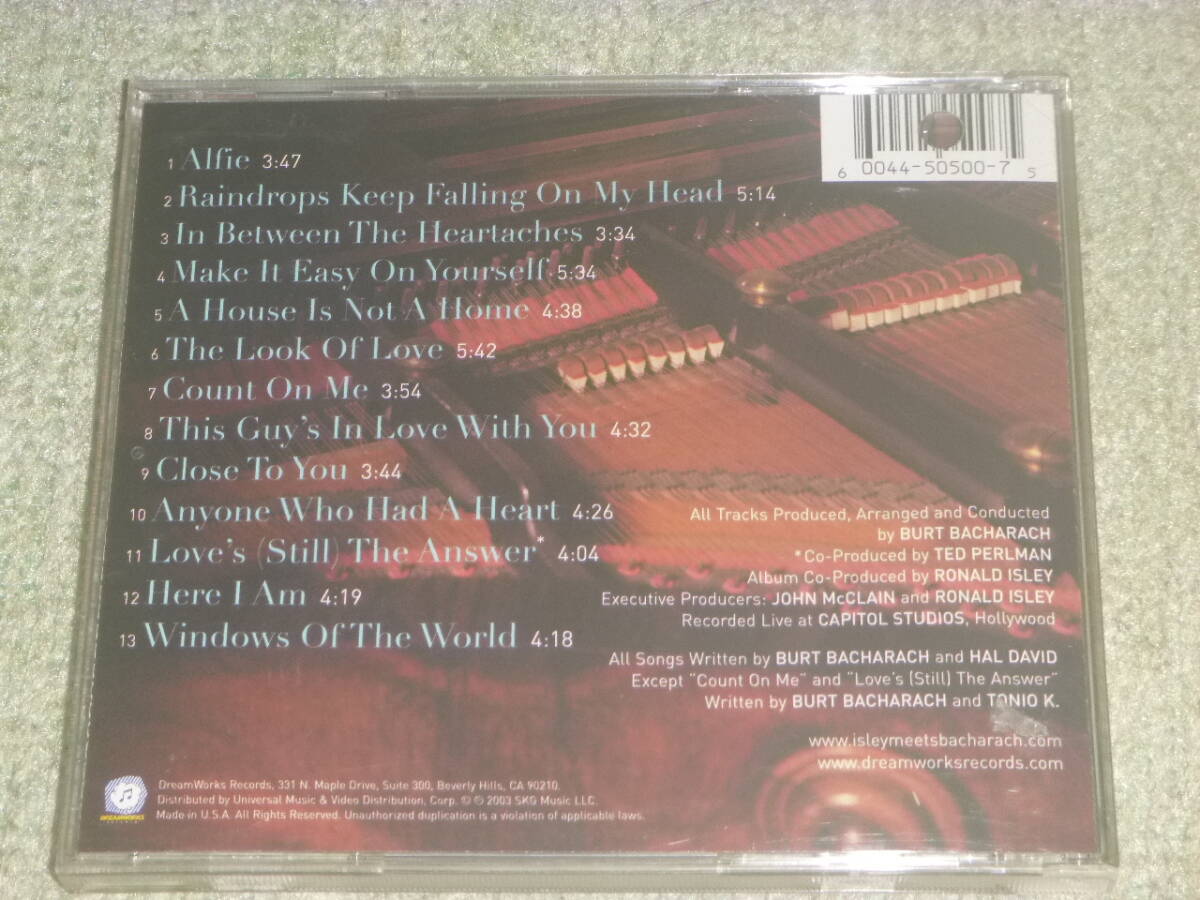 1 Alfie 3:47
2 Raindrops Keep Falling On My Head 5:14
3 In Between The Heartaches 3:34
4 Make It Easy On Yourself 5:34
5 A House Is Not A Home 4:38
6 The Look Of Love 5:42
7 Count On Me 3:54
8 This Guy's In Love With You 4:32
9 Close To You 3:44
10 Anyone Who Had A Heart 4:26
11 Love's (Still) The Answer* 4:04
12 Here I Am 4:19
13 Windows Of The World 4:18
6 0044-50500-7 5
All Tracks Produced, Arranged and Conducted
by BURT BACHARACH
*Co-Produced by TED PERLMAN
Album Co-Produced by RONALD ISLEY
Executive Producers: JOHN McCLAIN and RONALD ISLEY
Recorded Live at CAPITOL STUDIOS, Hollywood
All Songs Written by BURT BACHARACH and HAL DAVID
Except "Count On Me" and "Love's (Still) The Answer"
Written by BURT BACHARACH and TONIO K.
www.isleymeetsbacharach.com
www.dreamworksrecords.com
DreamWorks Records, 331 N. Maple Drive, Suite 300, Beverly Hills, CA 90210.
Distributed by Universal Music & Video Distribution, Corp. ℗ © 2003 SKG Music LLC.
Made in U.S.A. All Rights Reserved. Unauthorized duplication is a violation of applicable laws.
DREAMWORKS
RECORDS